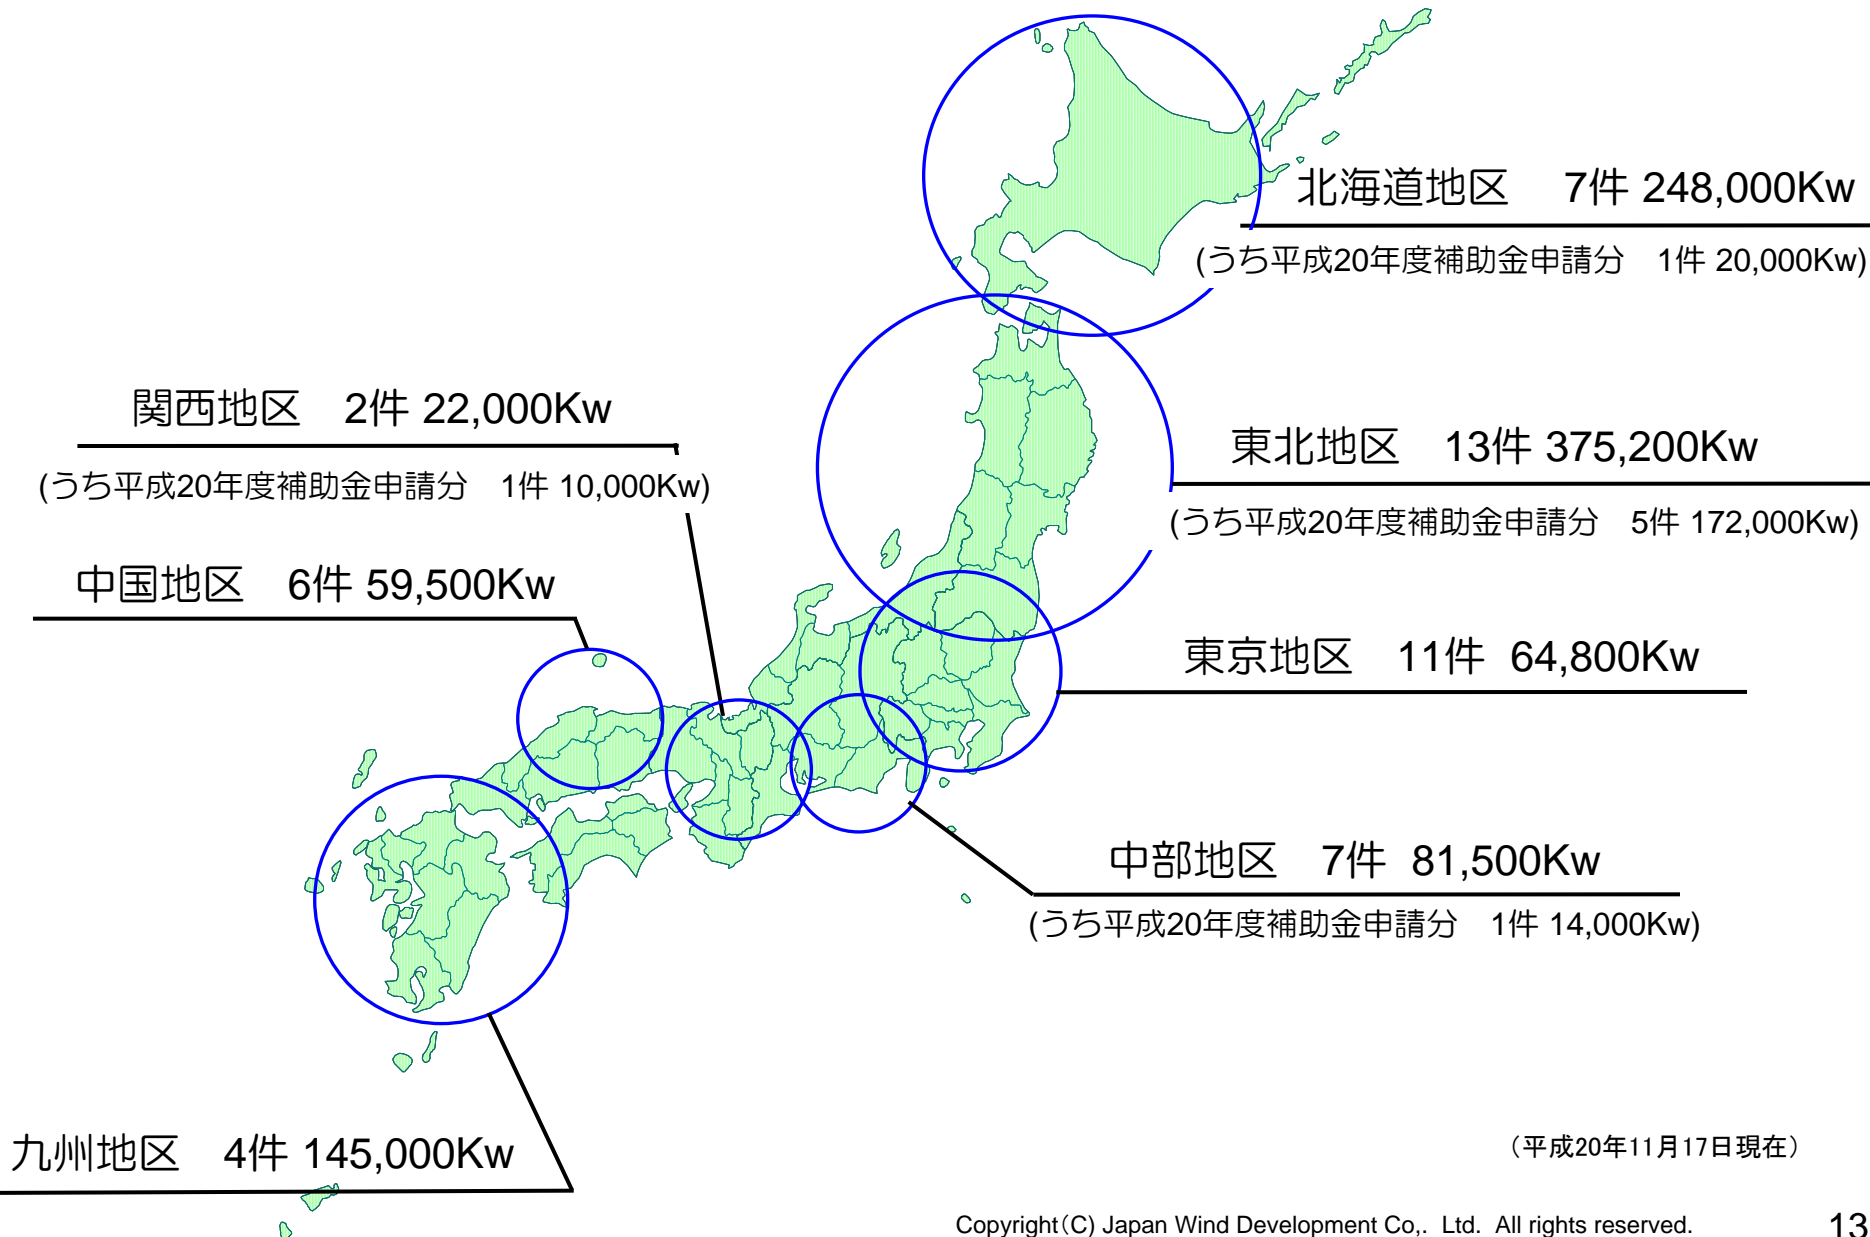 北海道地区　7件 248,000Kw
(うち平成20年度補助金申請分　1件 20,000Kw)
関西地区　2件 22,000Kw
(うち平成20年度補助金申請分　1件 10,000Kw)
東北地区　13件 375,200Kw
(うち平成20年度補助金申請分　5件 172,000Kw)
中国地区　6件 59,500Kw
東京地区　11件 64,800Kw
中部地区　7件 81,500Kw
(うち平成20年度補助金申請分　1件 14,000Kw)
九州地区　4件 145,000Kw
（平成20年11月17日現在）
Copyright(C) Japan Wind Development Co,. Ltd. All rights reserved.
13